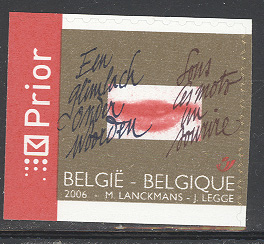 Prior
Een
glimlach
onder
woorden
Sous
les mots
un
sourire
BELGIË - BELGIQUE
2006 - M. LANCKMANS - J. LEGGE